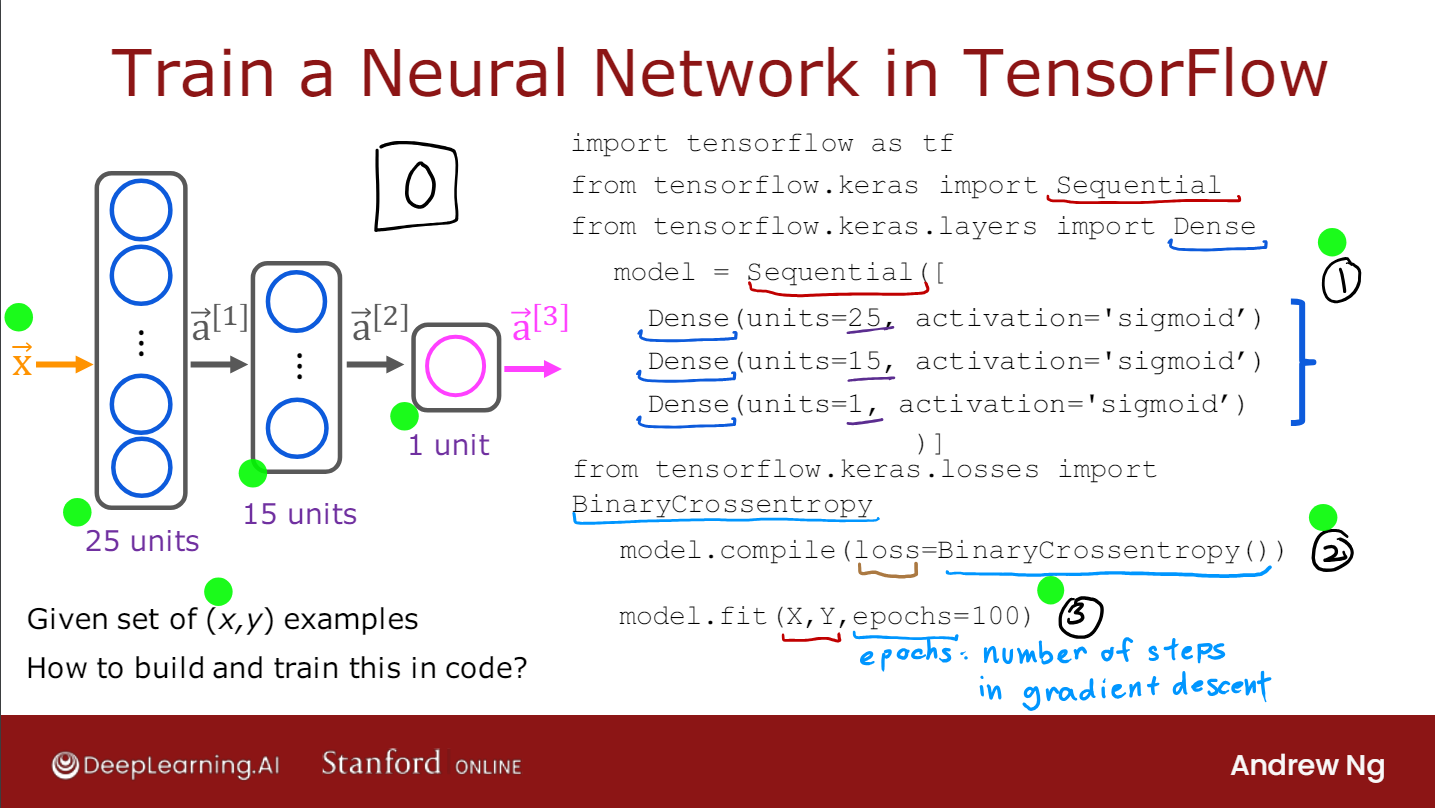 Train a Neural Network in TensorFlow
0
x⃗
a⃗[1]
a⃗[2]
a⃗[3]
25 units
15 units
1 unit
Given set of (x,y) examples
How to build and train this in code?
import tensorflow as tf
from tensorflow.keras import Sequential
from tensorflow.keras.layers import Dense
model = Sequential([
①
Dense(units=25, activation='sigmoid’)
Dense(units=15, activation='sigmoid’)
Dense(units=1, activation='sigmoid’)
)]
from tensorflow.keras.losses import
BinaryCrossentropy
model.compile(loss=BinaryCrossentropy()) ②
model.fit(X,Y,epochs=100) ③
epochs: number of steps
in gradient descent
DeepLearning.AI Stanford ONLINE
Andrew Ng